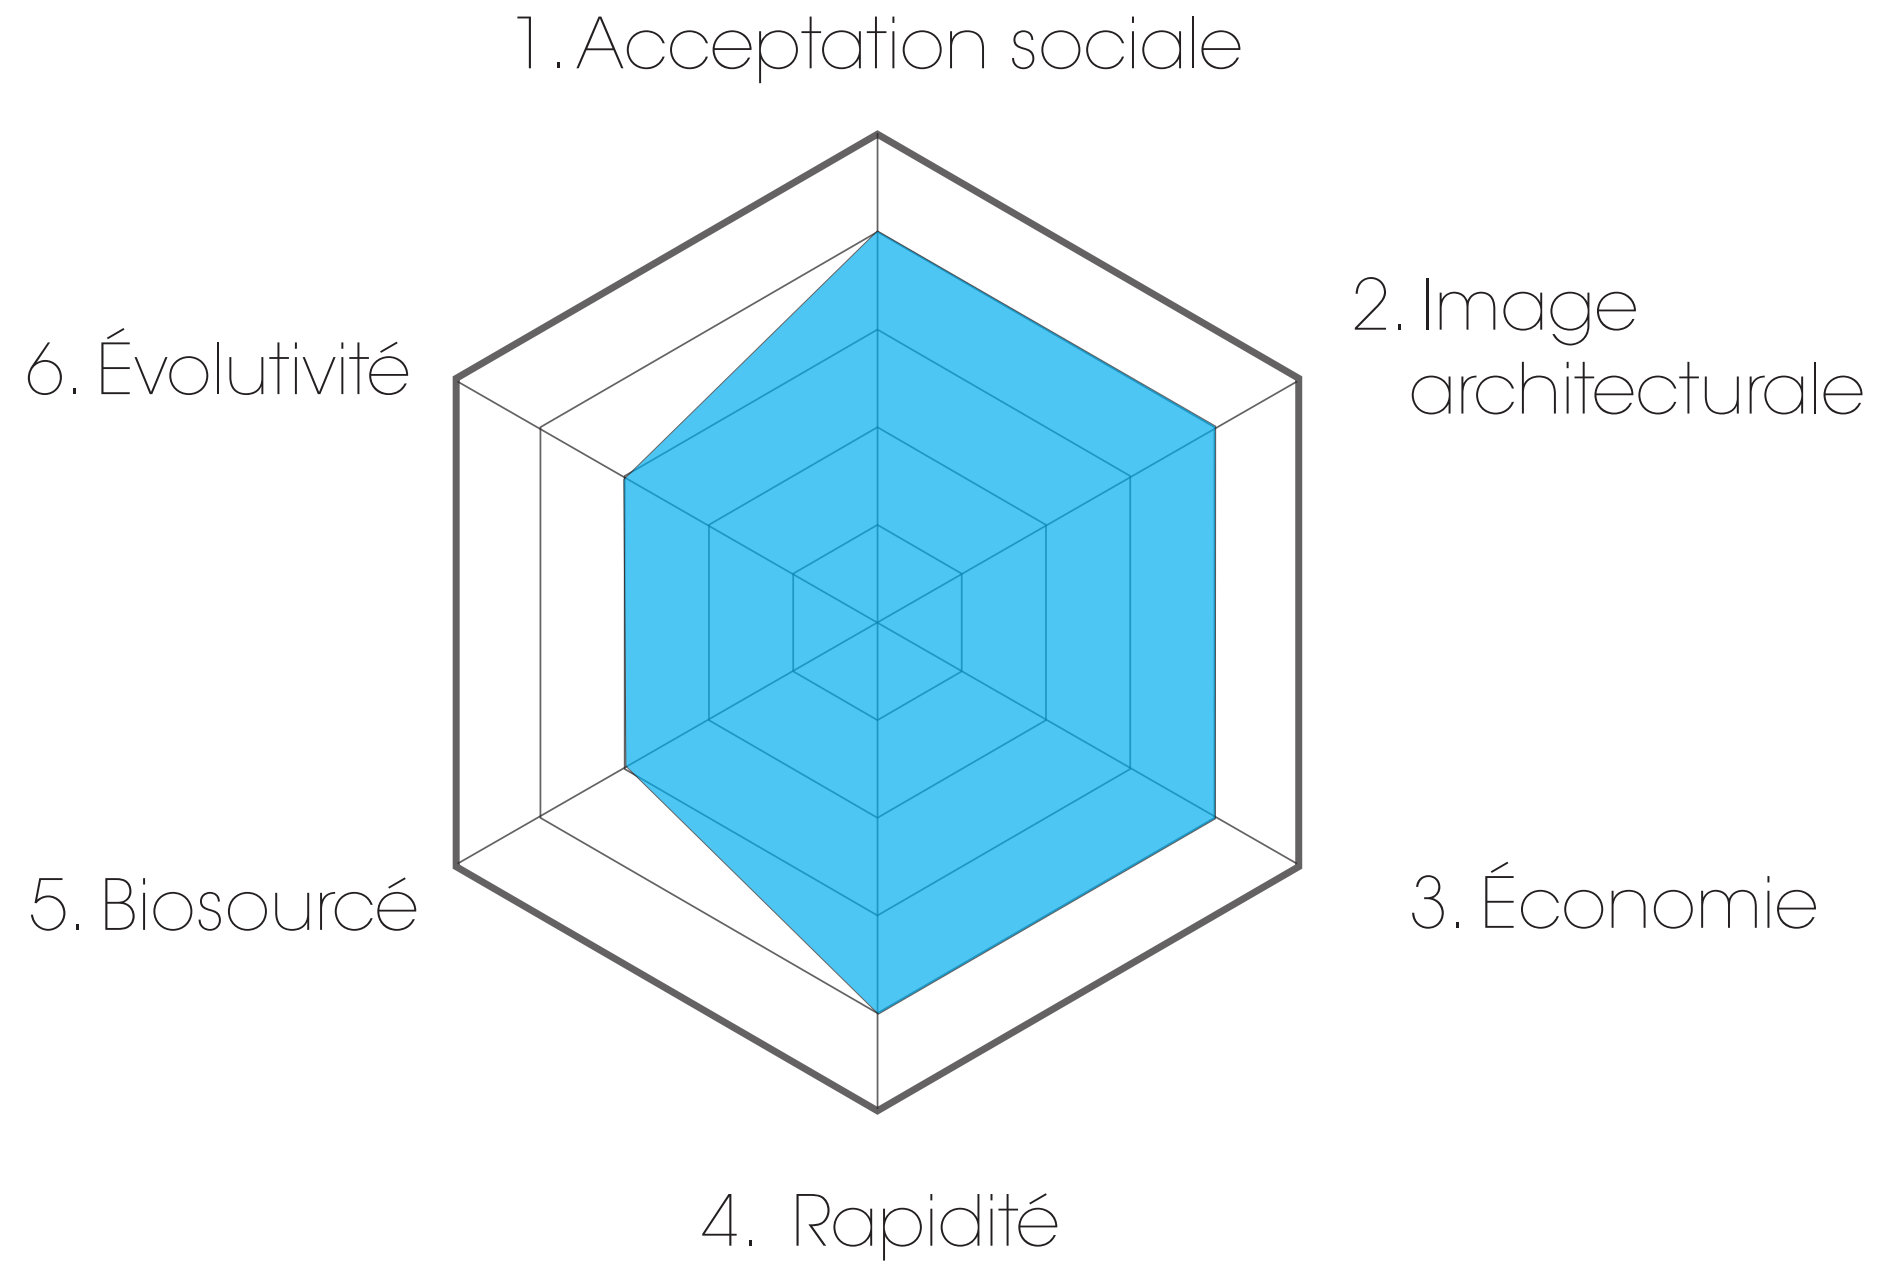 1. Acceptation sociale
2. Image
architecturale
3. Économie
4. Rapidité
5. Biosourcé
6. Évolutivité